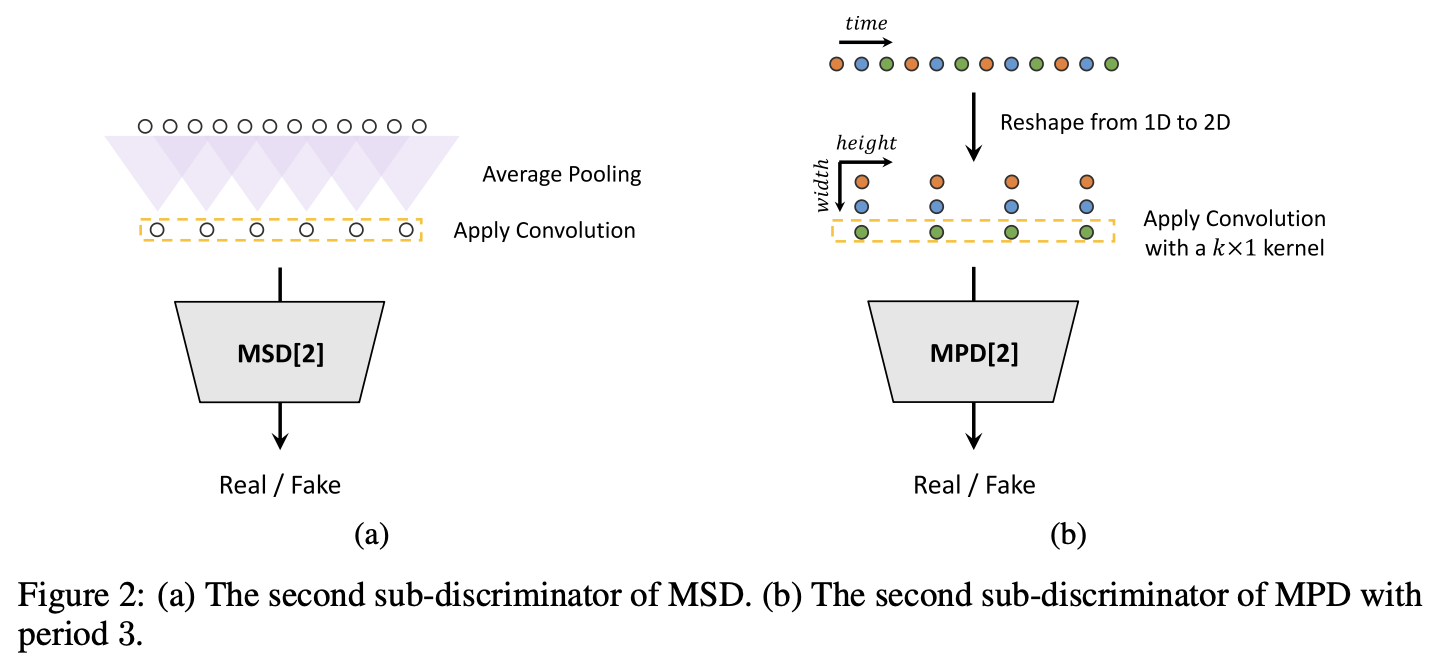 Average Pooling
Apply Convolution
MSD[2]
Real / Fake
(a)
time
Reshape from 1D to 2D
height
width
Apply Convolution
with a k×1 kernel
MPD[2]
Real / Fake
(b)
Figure 2: (a) The second sub-discriminator of MSD. (b) The second sub-discriminator of MPD with
period 3.